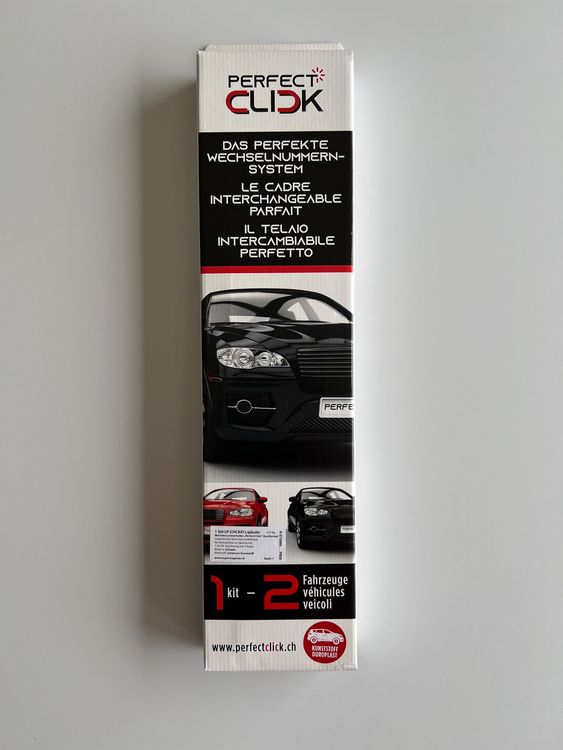 PERFECT
CLICK
DAS PERFEKTE
WECHSELNUMMERN-
SYSTEM
LE CADRE
INTERCHANGEABLE
PARFAIT
IL TELAIO
INTERCAMBIABILE
PERFETTO
PERFE
1 kit – 2 Fahrzeuge
véhicules
veicoli
www.perfectclick.ch
KUNSTSTOFF
DUROPLAST